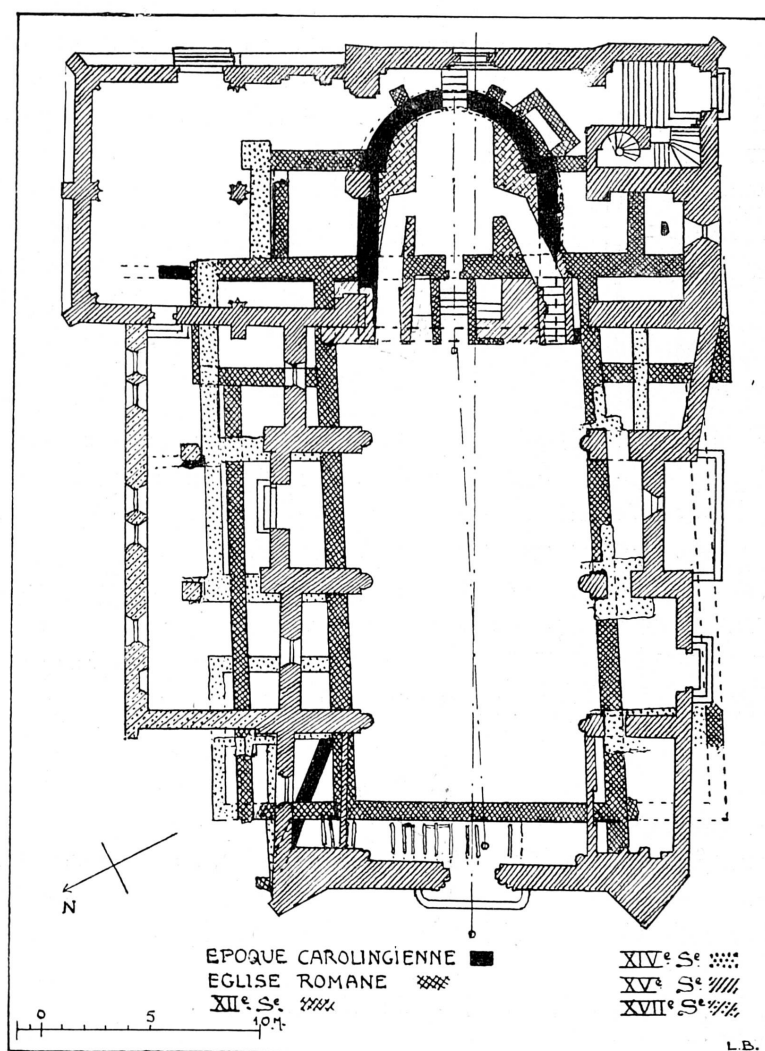 N
EPOQUE CAROLINGIENNE
EGLISE ROMANE
XIIe. Se.
XIVe Se
XVe Se
XVIIe Se
0 5 10 M.
L.B.